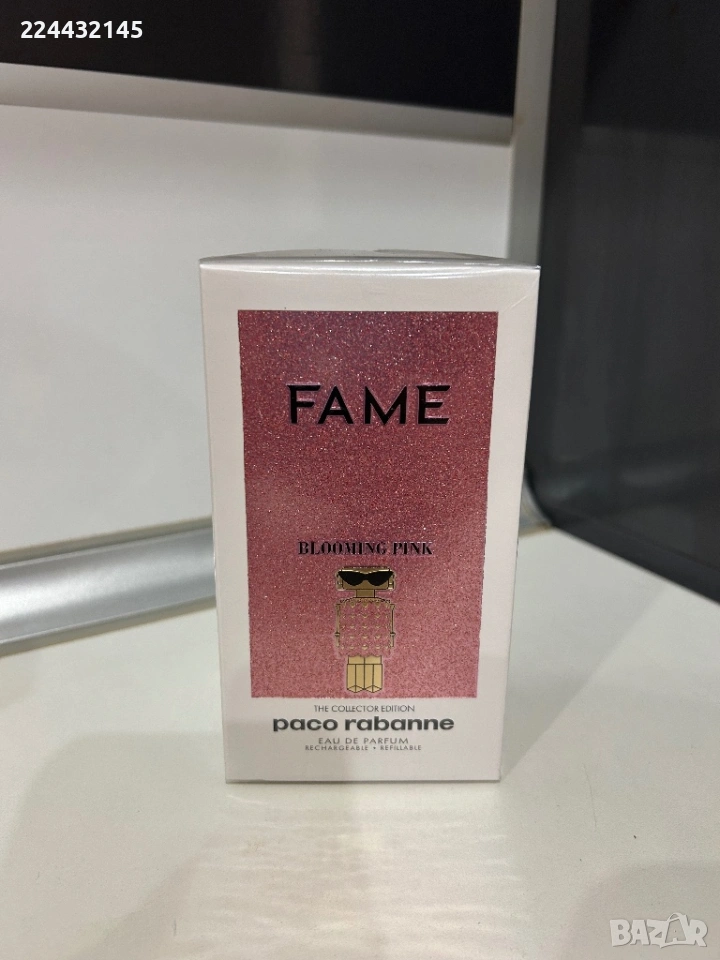 224432145
FAME
BLOOMING PINK
THE COLLECTOR EDITION
paco rabanne
EAU DE PARFUM
RECHARGEABLE • REFILLABLE
BAZAR